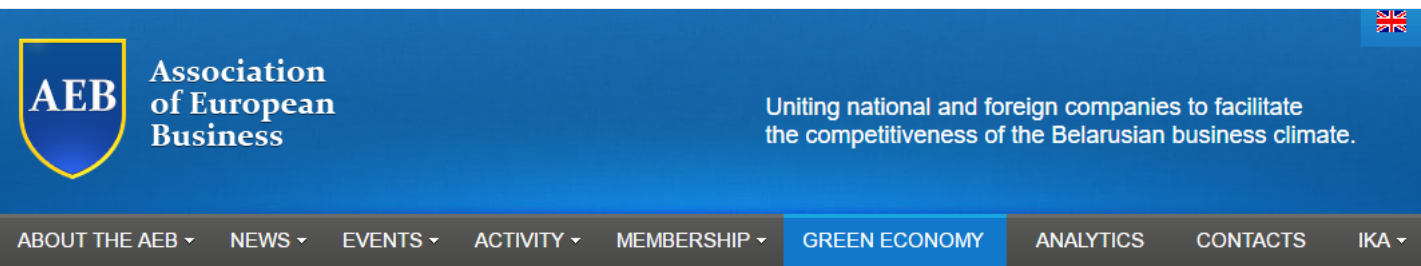 AEB
Association
of European
Business
Uniting national and foreign companies to facilitate
the competitiveness of the Belarusian business climate.
ABOUT THE AEB NEWS EVENTS ACTIVITY MEMBERSHIP GREEN ECONOMY ANALYTICS CONTACTS IKA